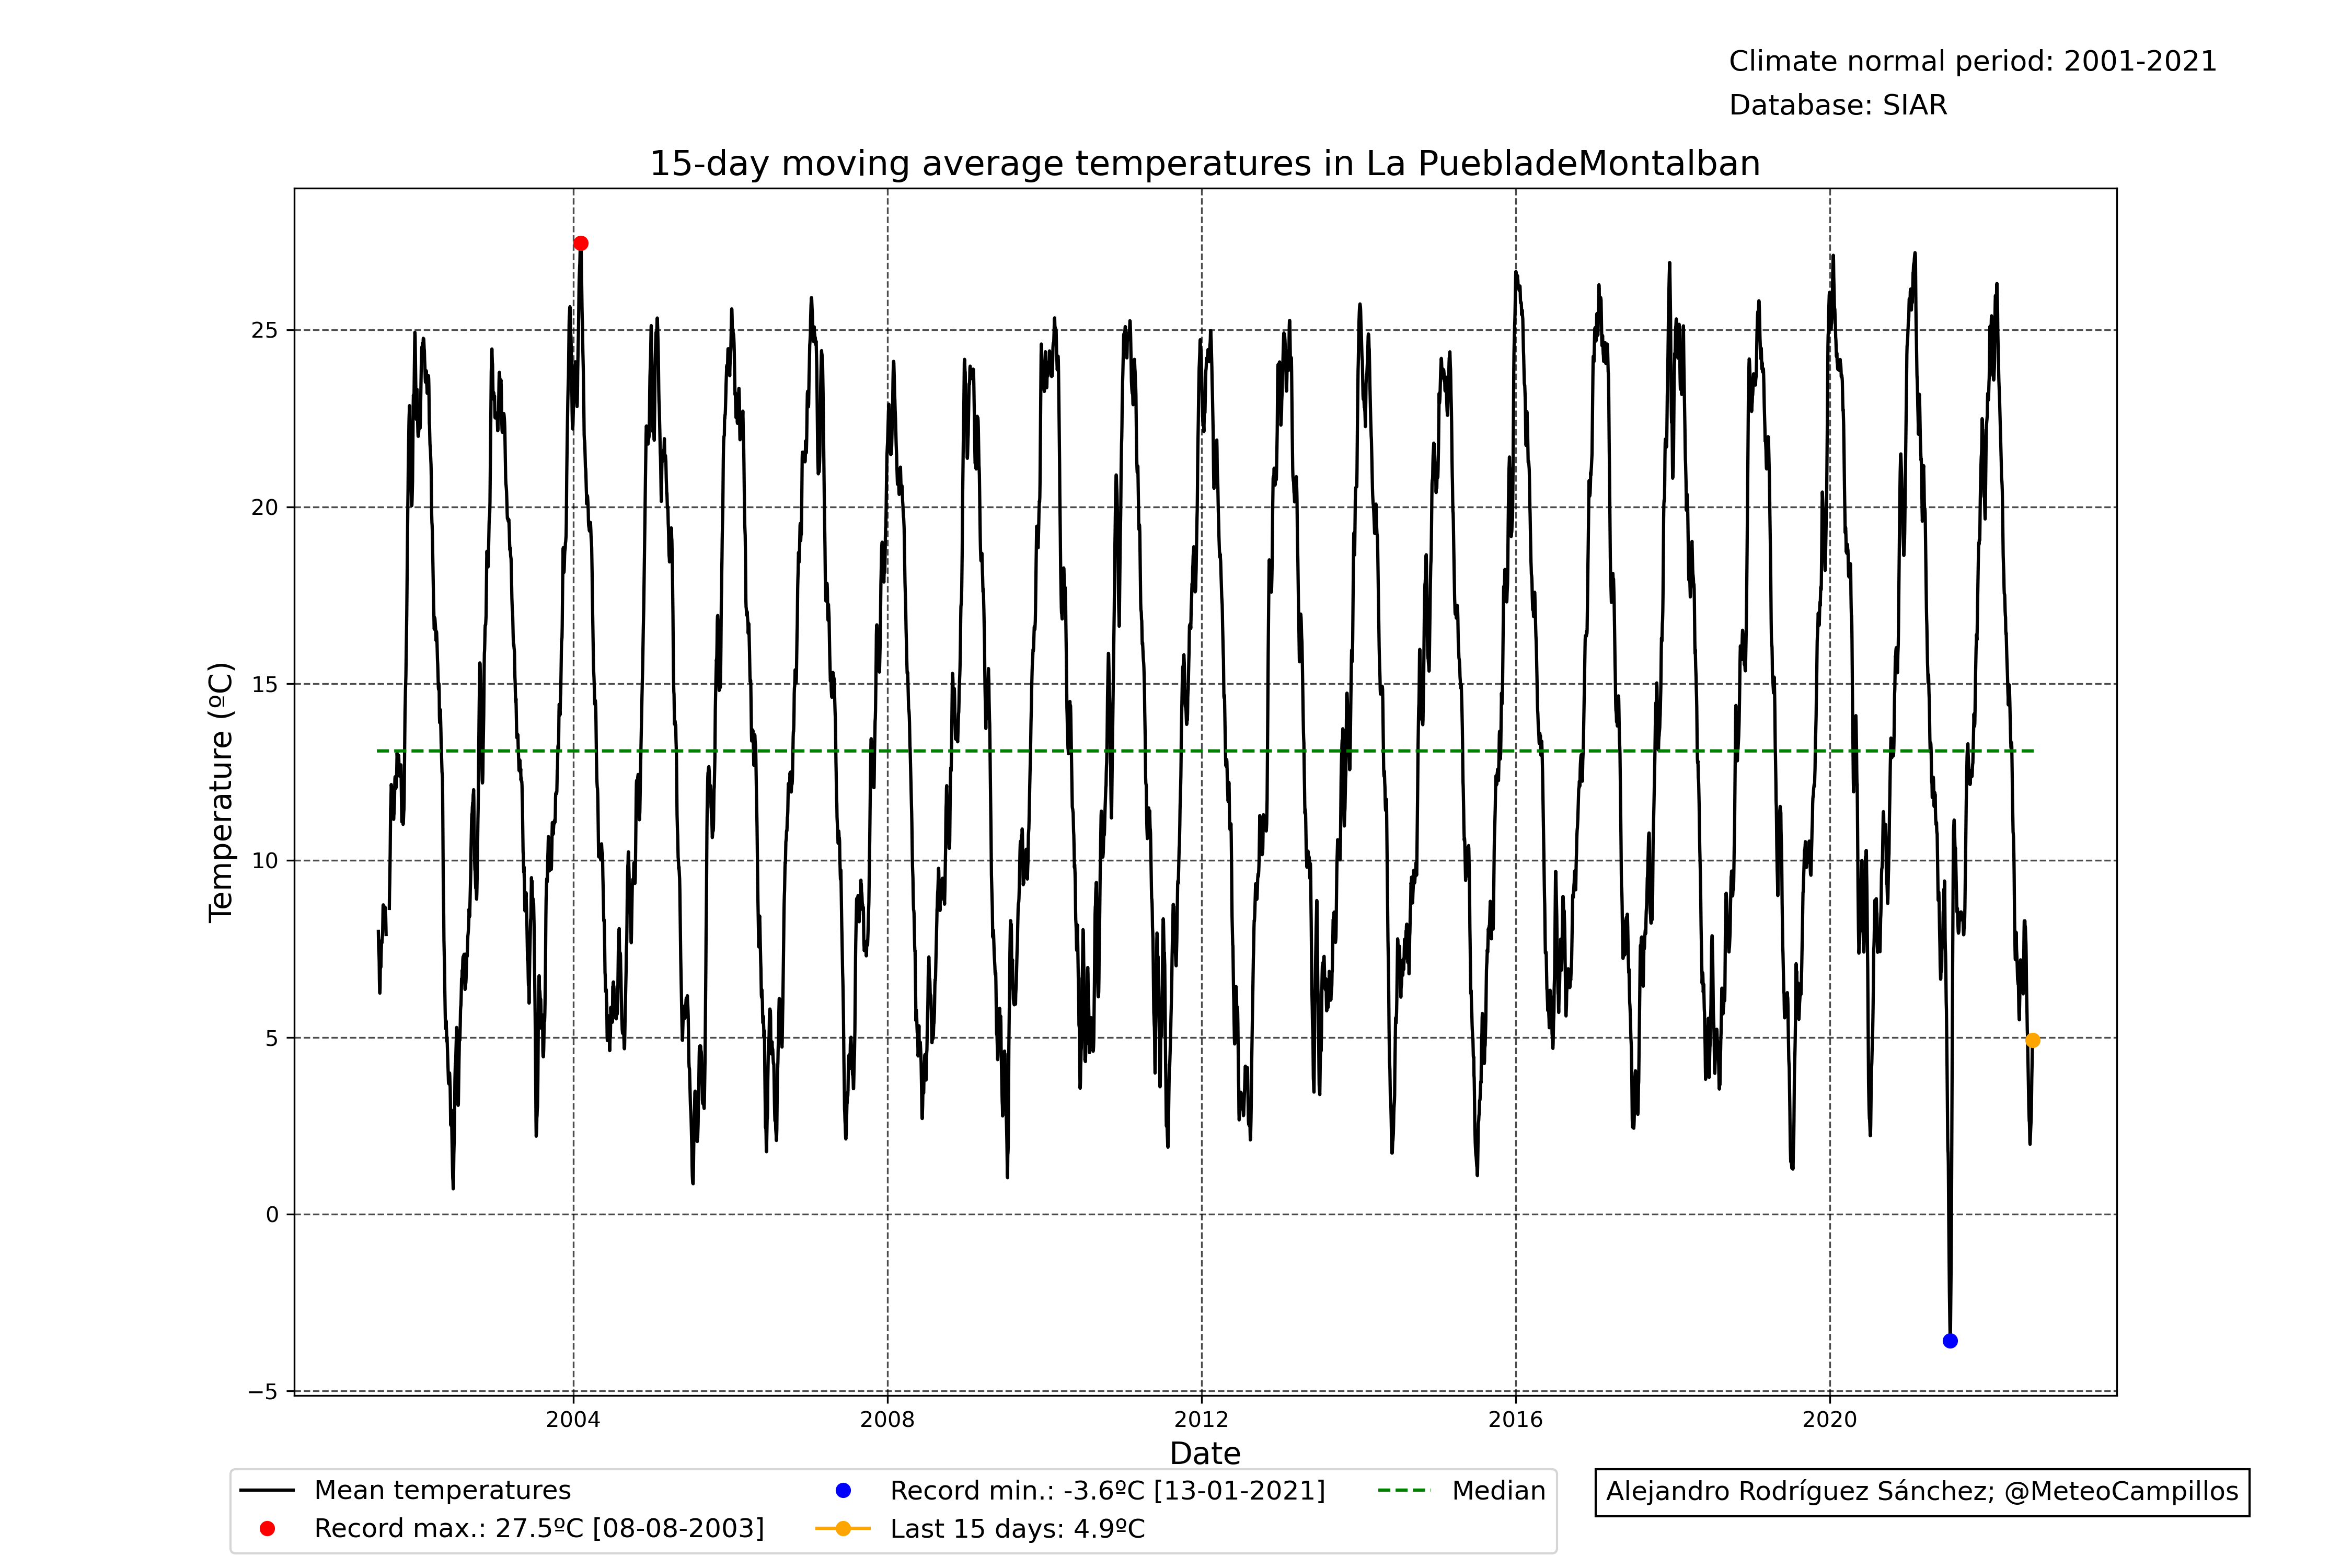 Climate normal period: 2001-2021
Database: SIAR
15-day moving average temperatures in La PuebladeMontalban
Temperature (ºC)
25
20
15
10
5
0
−5
2004
2008
2012
2016
2020
Date
Mean temperatures
Record max.: 27.5ºC [08-08-2003]
Record min.: -3.6ºC [13-01-2021]
Last 15 days: 4.9ºC
Median
Alejandro Rodríguez Sánchez; @MeteoCampillos